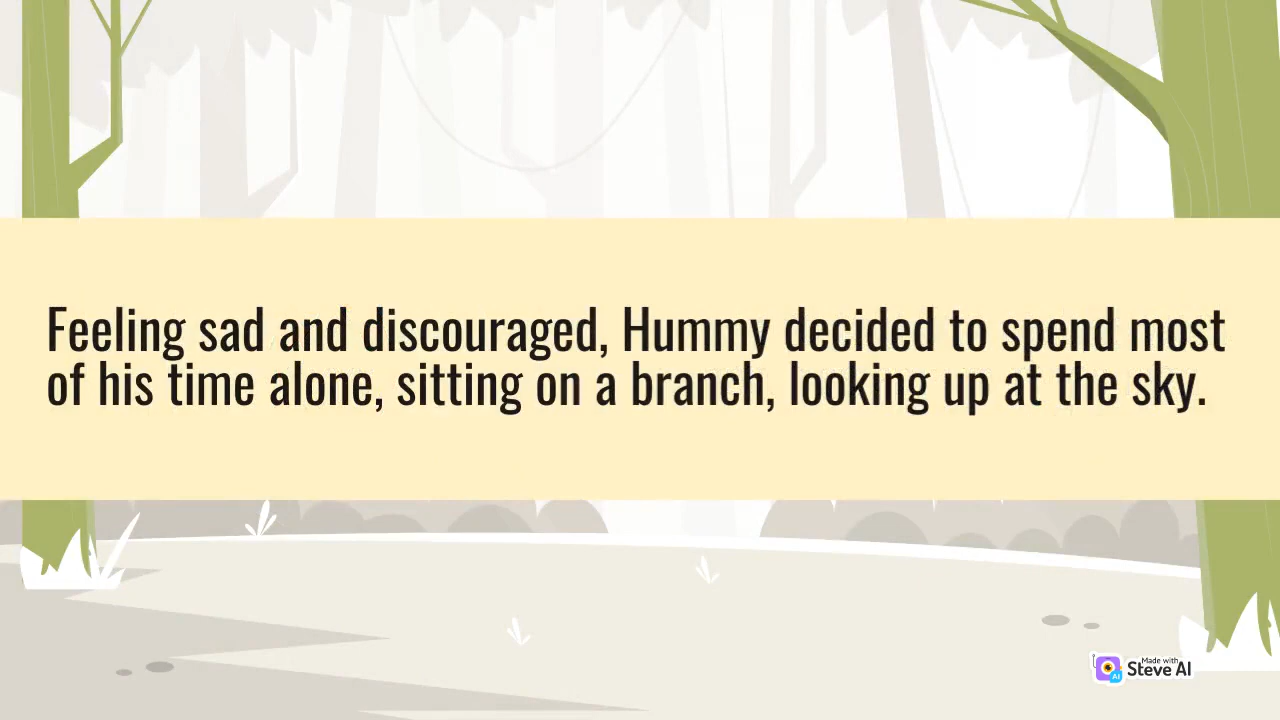 Feeling sad and discouraged, Hummy decided to spend most
of his time alone, sitting on a branch, looking up at the sky.
Made with
Steve AI
AI